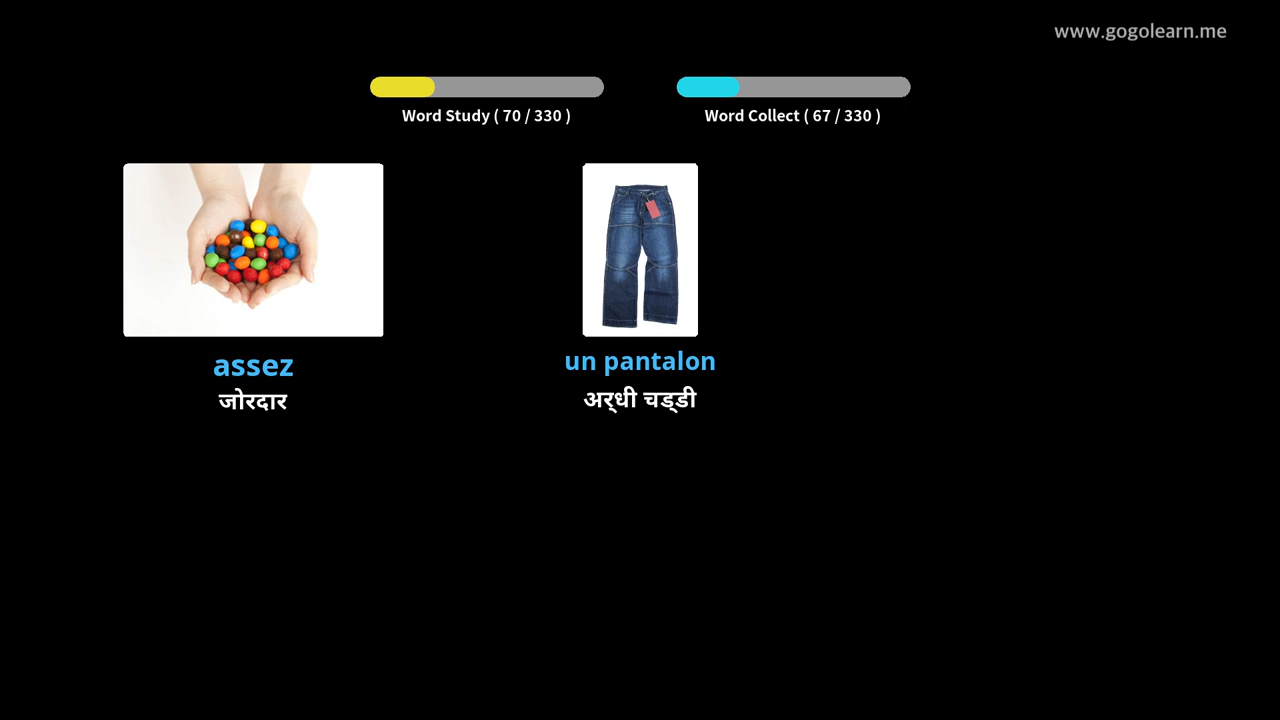 www.gogolearn.me
Word Study ( 70 / 330 )
Word Collect ( 67 / 330 )
assez
जोरदार
un pantalon
अर्‌धी चड्‌डी